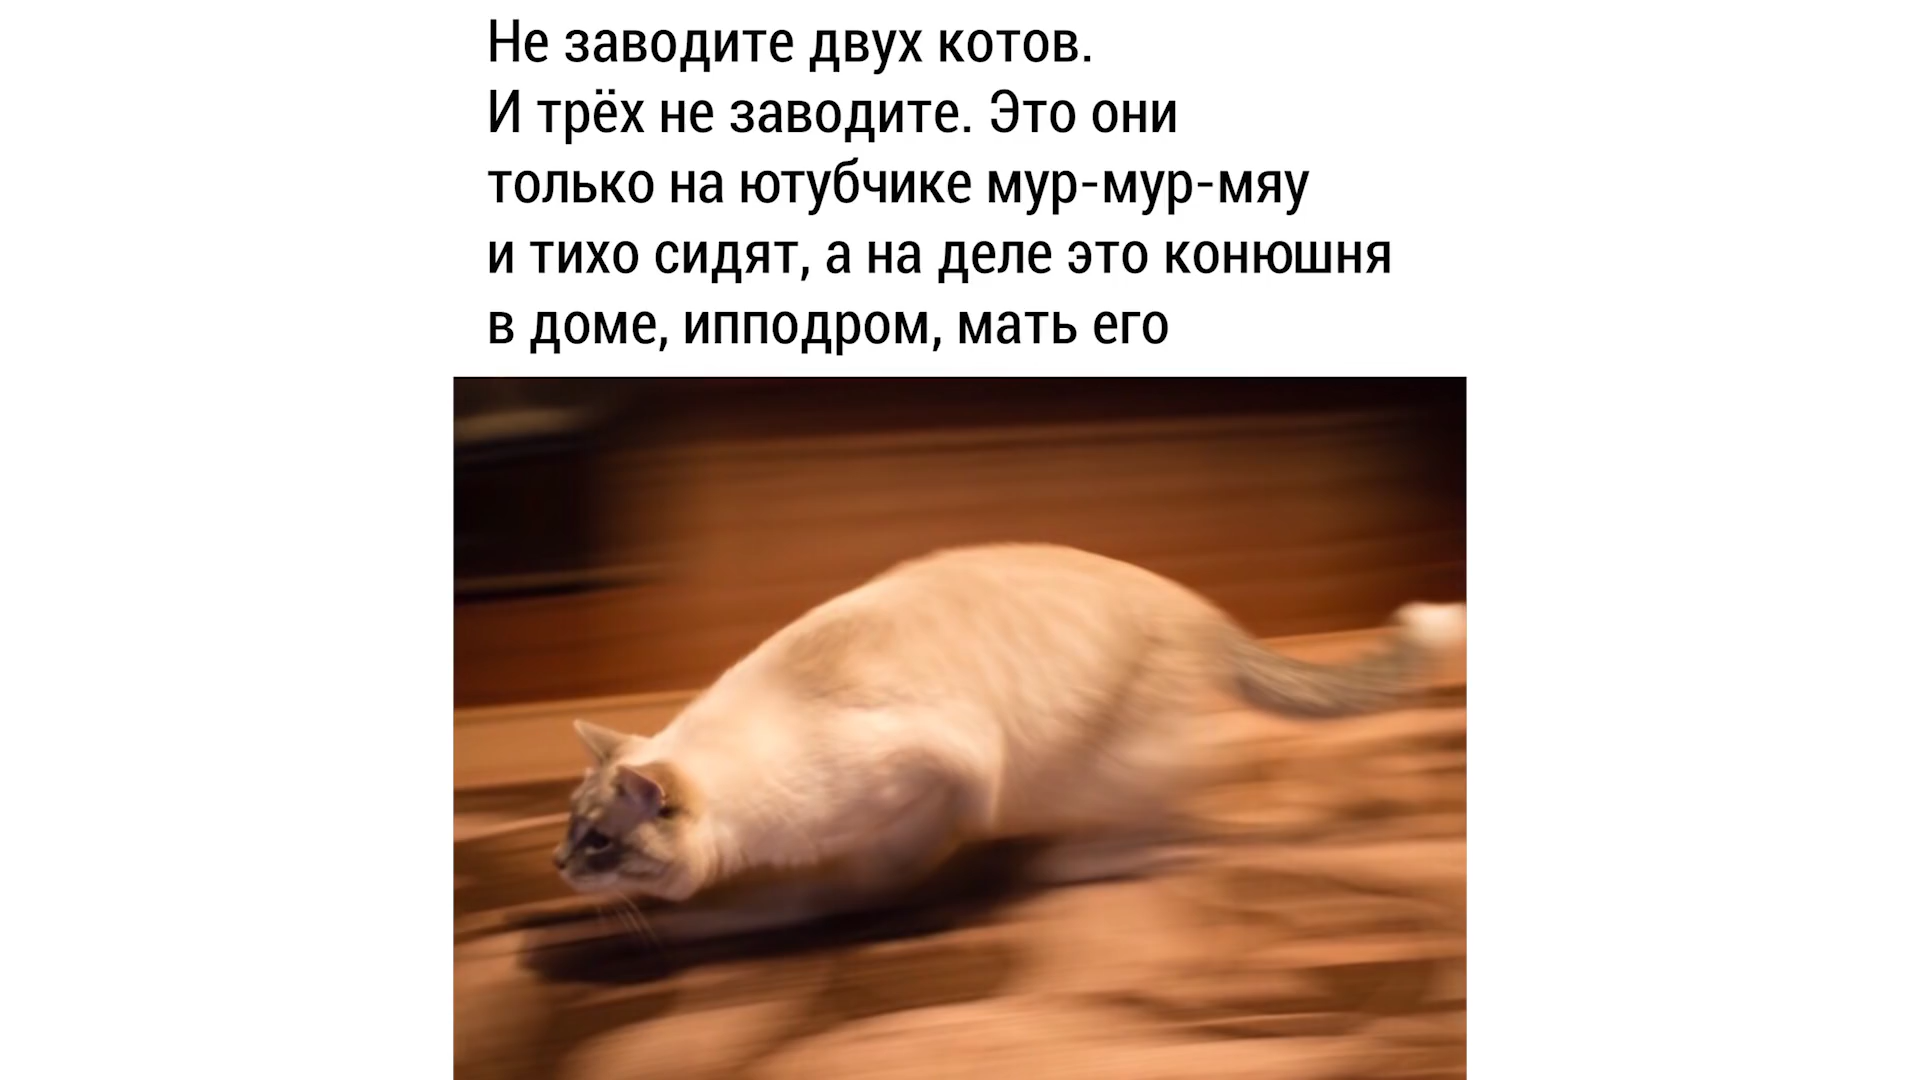 Не заводите двух котов.
И трёх не заводите. Это они
только на ютубчике мур-мур-мяу
и тихо сидят, а на деле это конюшня
в доме, ипподром, мать его